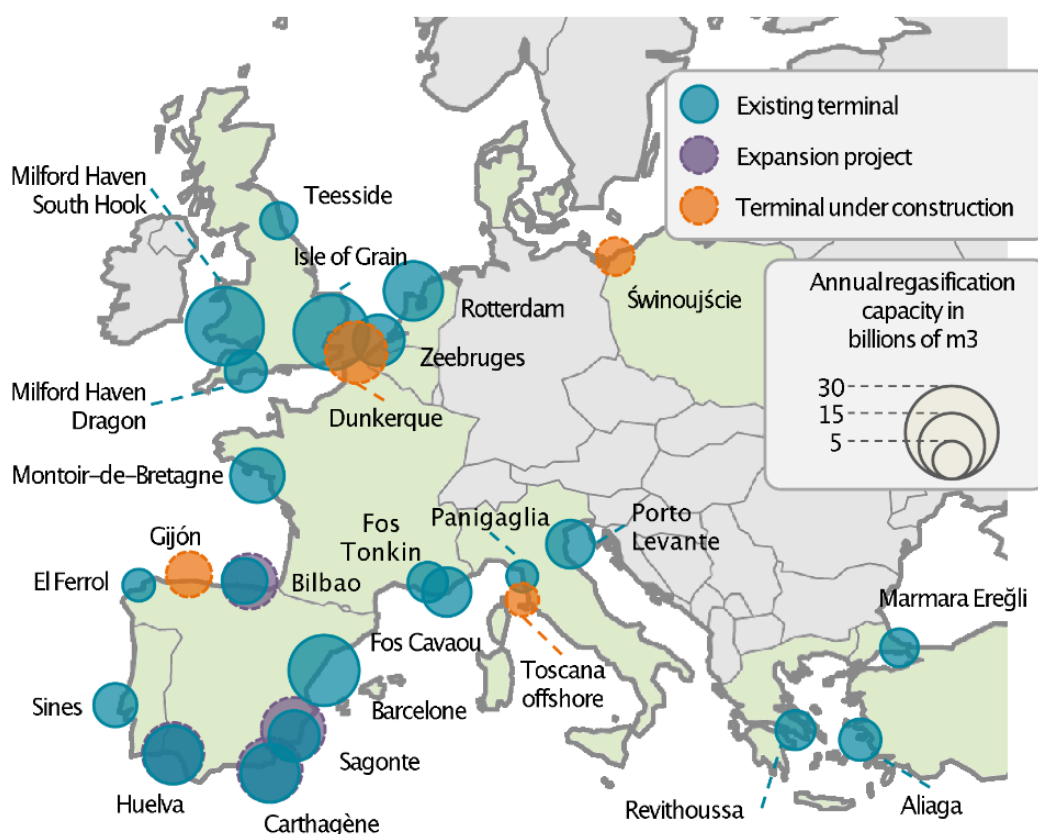 Existing terminal
Expansion project
Terminal under construction
Annual regasification
capacity in
billions of m3
30
15
5
Milford Haven
South Hook
Teesside
Isle of Grain
Rotterdam
Świnoujście
Zeebruges
Milford Haven
Dragon
Dunkerque
Montoir-de-Bretagne
Gijón
Fos
Tonkin
Panigaglia
Porto
Levante
El Ferrol
Bilbao
Marmara Ereğli
Fos Cavaou
Toscana
offshore
Sines
Barcelone
Sagonte
Huelva
Carthagène
Revithoussa
Aliaga